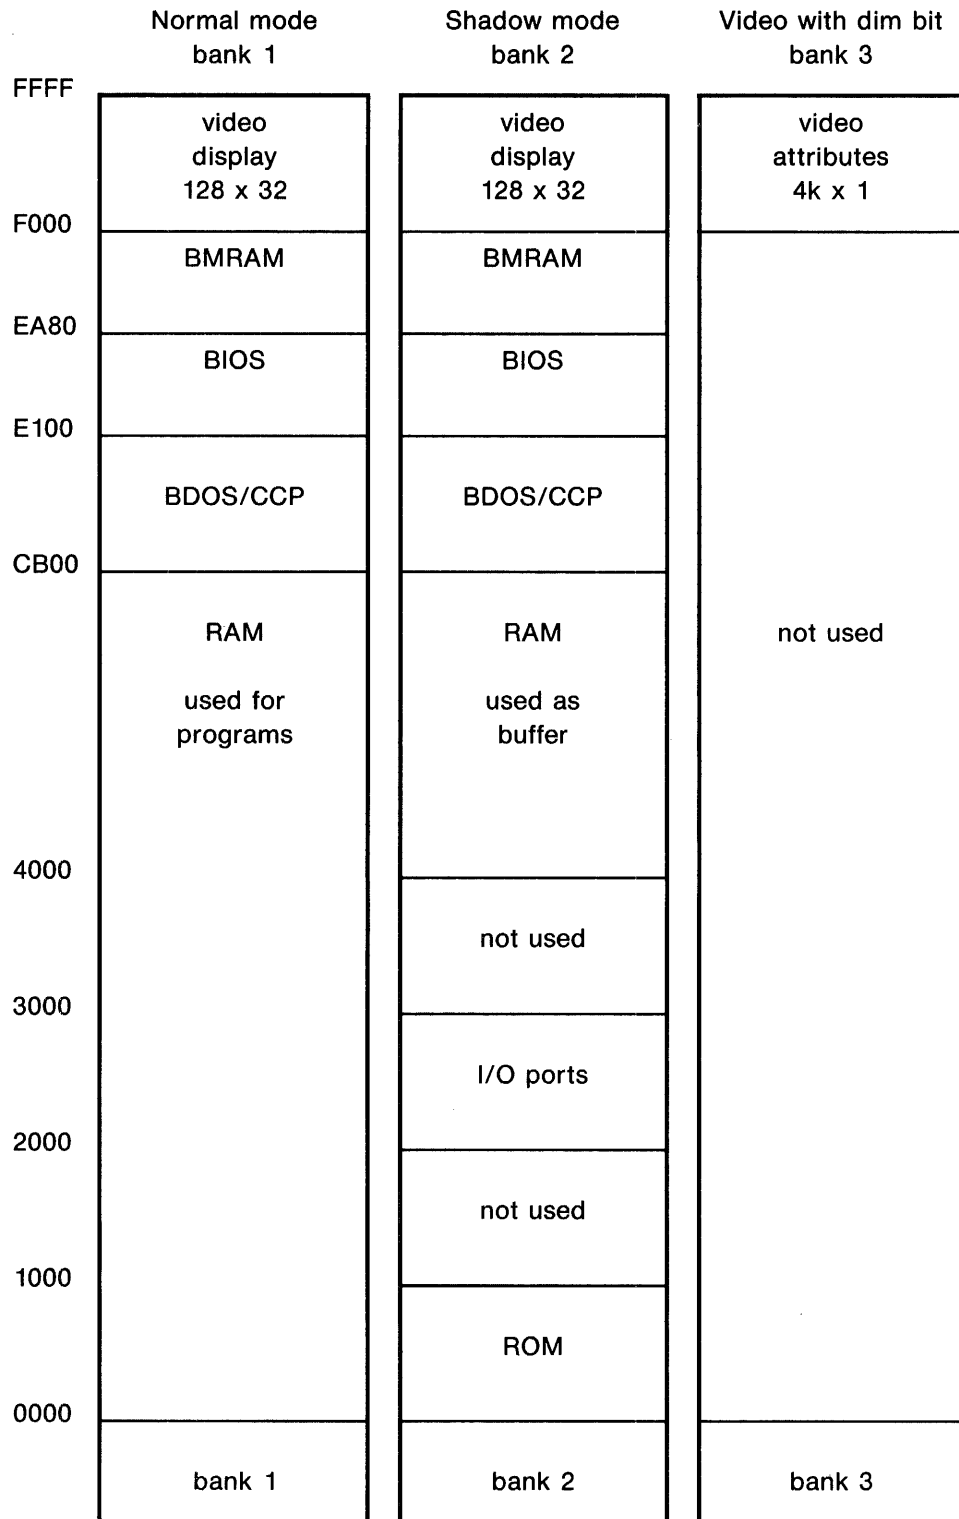 Normal mode Shadow mode Video with dim bit
bank 1 bank 2 bank 3
FFFF
video video video
display display attributes
128 x 32 128 x 32 4k x 1
F000
BMRAM BMRAM
EA80
BIOS BIOS
E100
BDOS/CCP BDOS/CCP
CB00
RAM RAM not used
used for used as
programs buffer
4000
not used
3000
I/O ports
2000
not used
1000
ROM
0000
bank 1 bank 2 bank 3